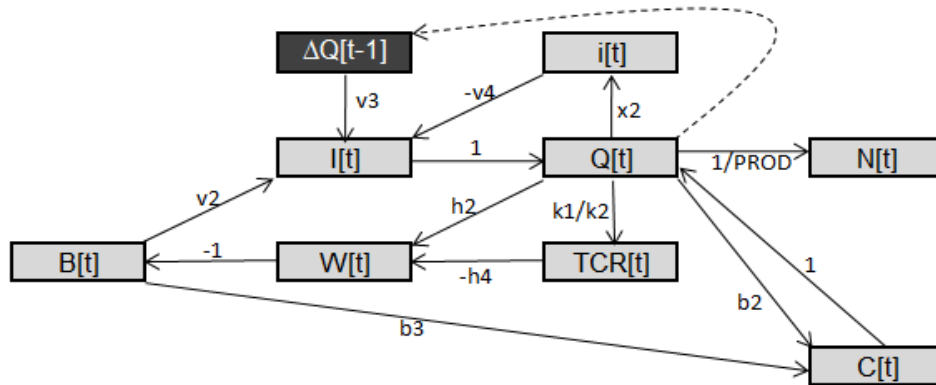 ΔQ[t-1]
i[t]
v3
-v4
x2
I[t]
1
Q[t]
1/PROD
N[t]
v2
h2
k1/k2
B[t]
-1
W[t]
-h4
TCR[t]
1
b2
b3
C[t]